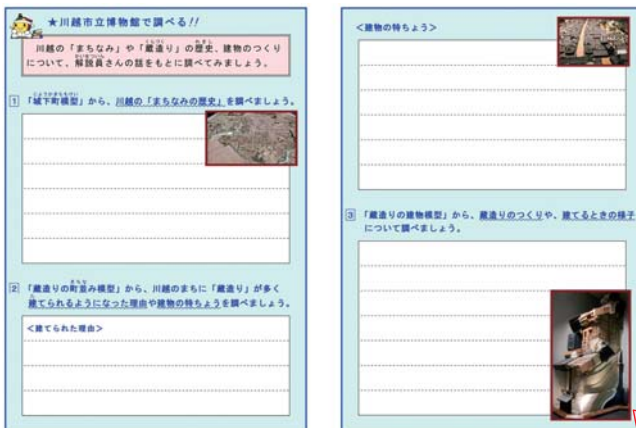 ★川越市立博物館で調べる!!
川越の「まちなみ」や「蔵造り」の歴史、建物のつくり
について、解説員さんの話をもとに調べてみましょう。
1 「城下町模型」から、川越の「まちなみの歴史」を調べましょう。
2 「蔵造りの町並み模型」から、川越のまちに「蔵造り」が多く
建てられるようになった理由や建物の特ちょうを調べましょう。
<建てられた理由>
<建物の特ちょう>
3 「蔵造りの建物模型」から、蔵造りのつくりや、建てるときの様子
について調べましょう。